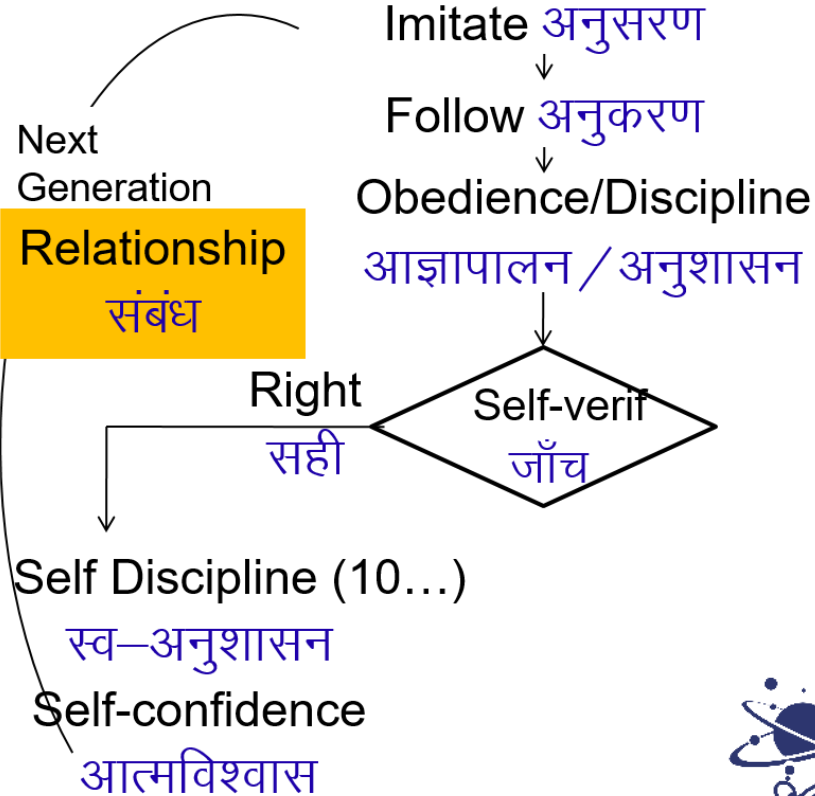 Imitate अनुसरण
Follow अनुकरण
Next
Generation
Obedience/Discipline
आज्ञापालन / अनुशासन
Relationship
संबंध
Right
सही
Self-verif
जाँच
Self Discipline (10…)
स्व–अनुशासन
Self-confidence
आत्मविश्वास